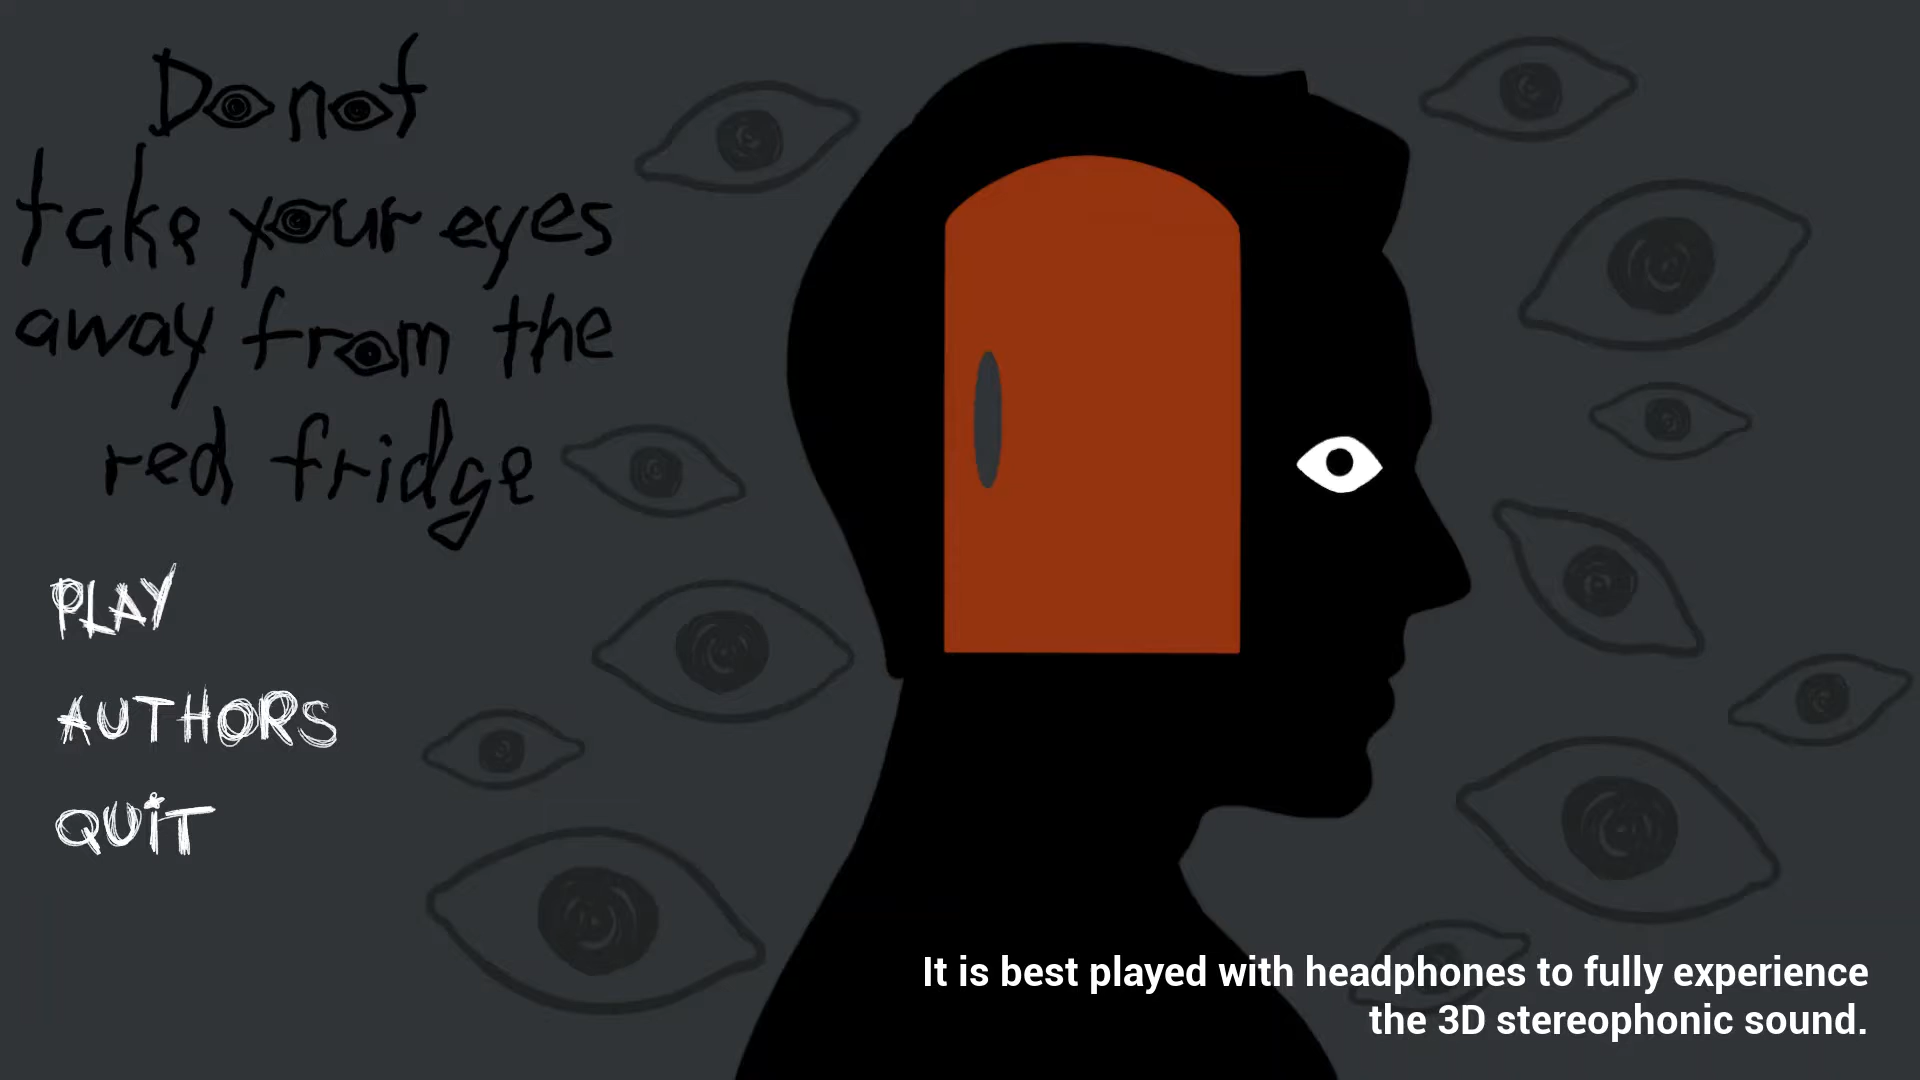 Do not
take your eyes
away from the
red fridge
PLAY
AUTHORS
QUiT
It is best played with headphones to fully experience
the 3D stereophonic sound.